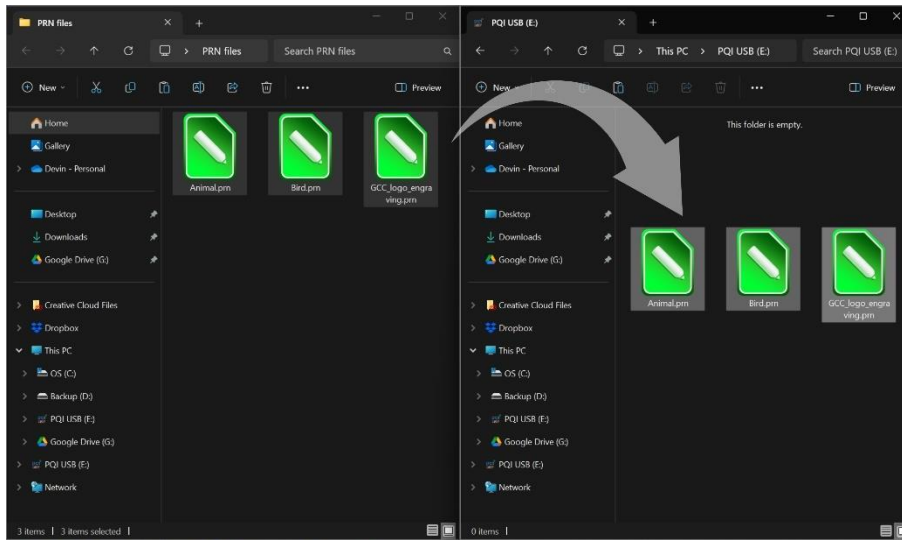 PRN files
PRN files
Search PRN files
New
Preview
Home
Gallery
Devin - Personal
Desktop
Downloads
Google Drive (G:)
Creative Cloud Files
Dropbox
This PC
OS (C:)
Backup (D:)
PQI USB (E:)
Google Drive (G:)
PQI USB (E:)
Network
Animal.prn
Bird.prn
GCC_logo_engra
ving.prn
3 items
3 items selected
PQI USB (E:)
This PC
PQI USB (E:)
Search PQI USB (E:)
New
Preview
This folder is empty.
Home
Gallery
Devin - Personal
Desktop
Downloads
Google Drive (G:)
Creative Cloud Files
Dropbox
This PC
OS (C:)
Backup (D:)
PQI USB (E:)
Google Drive (G:)
PQI USB (E:)
Network
Animal.prn
Bird.prn
GCC_logo_engra
ving.prn
0 items